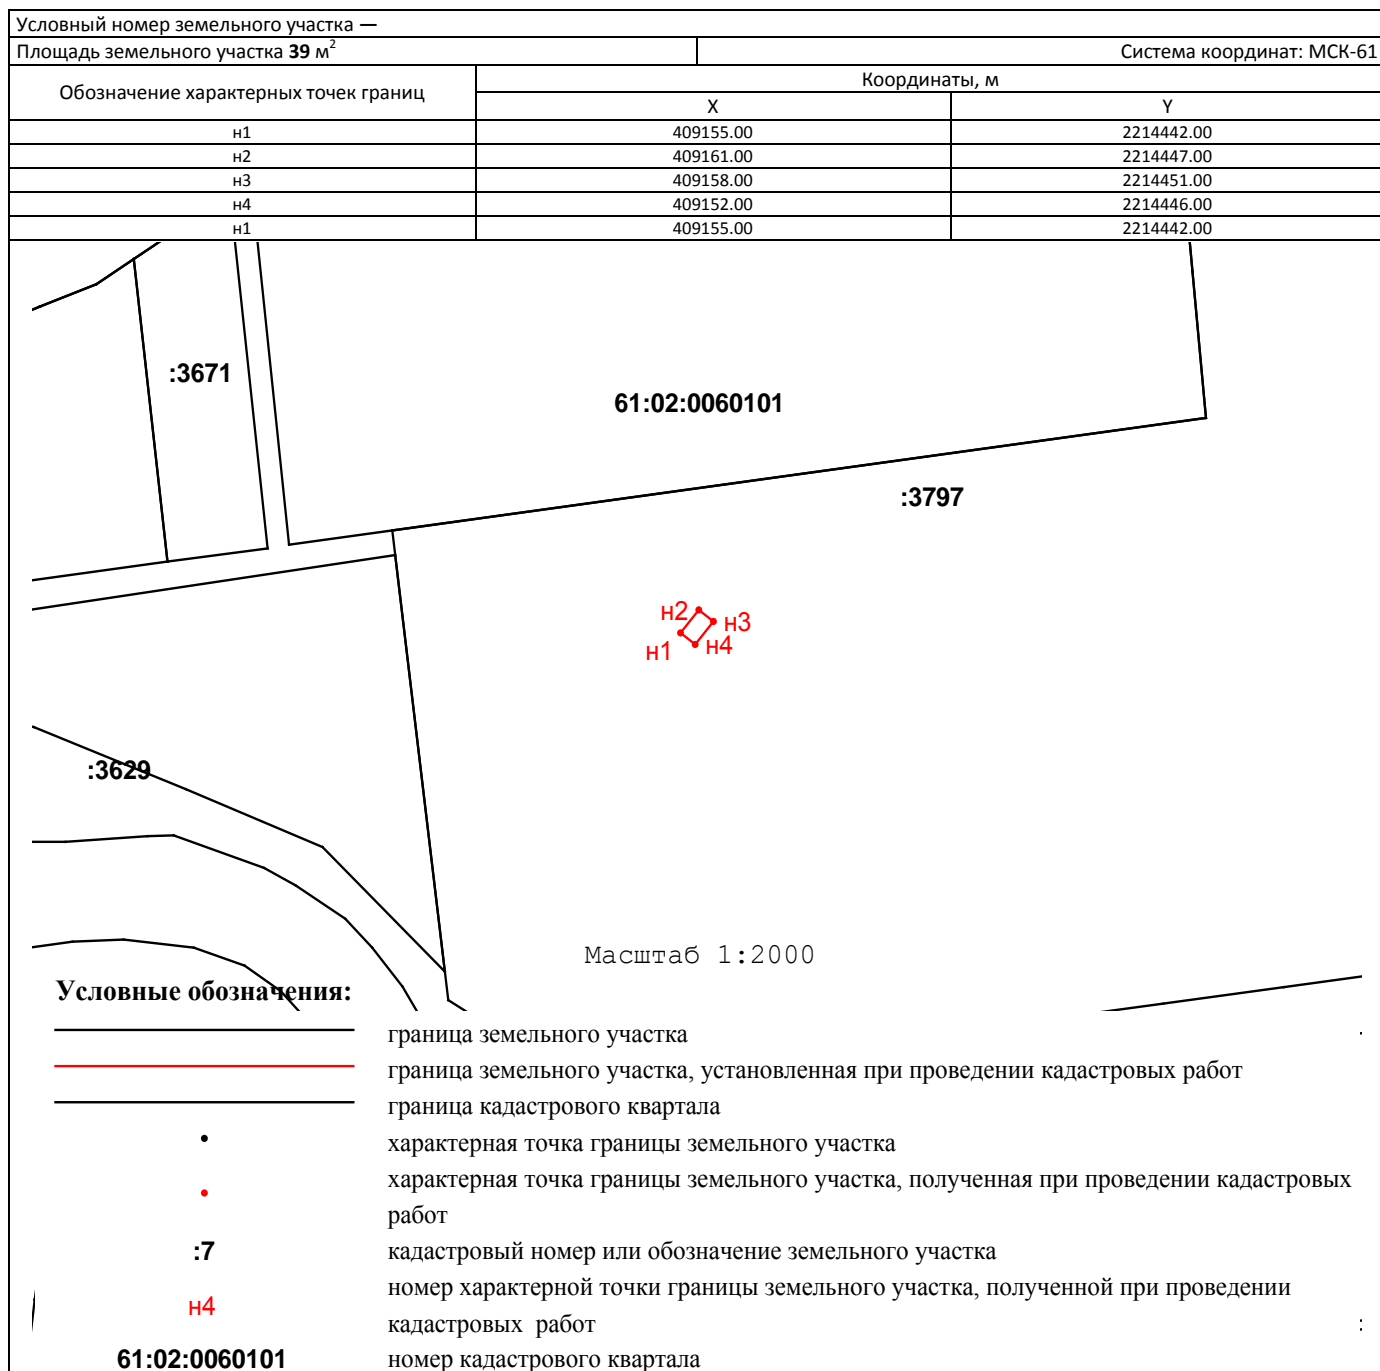 Условный номер земельного участка —
Площадь земельного участка 39 м² Система координат: МСК-61
Обозначение характерных точек границ Координаты, м
X Y
н1 409155.00 2214442.00
н2 409161.00 2214447.00
н3 409158.00 2214451.00
н4 409152.00 2214446.00
н1 409155.00 2214442.00
:3671
61:02:0060101
:3797
н2
н3
н1
н4
:3629
Масштаб 1:2000
Условные обозначения:
граница земельного участка
граница земельного участка, установленная при проведении кадастровых работ
граница кадастрового квартала
характерная точка границы земельного участка
характерная точка границы земельного участка, полученная при проведении кадастровых
работ
:7 кадастровый номер или обозначение земельного участка
номер характерной точки границы земельного участка, полученной при проведении
н4
кадастровых работ
61:02:0060101 номер кадастрового квартала